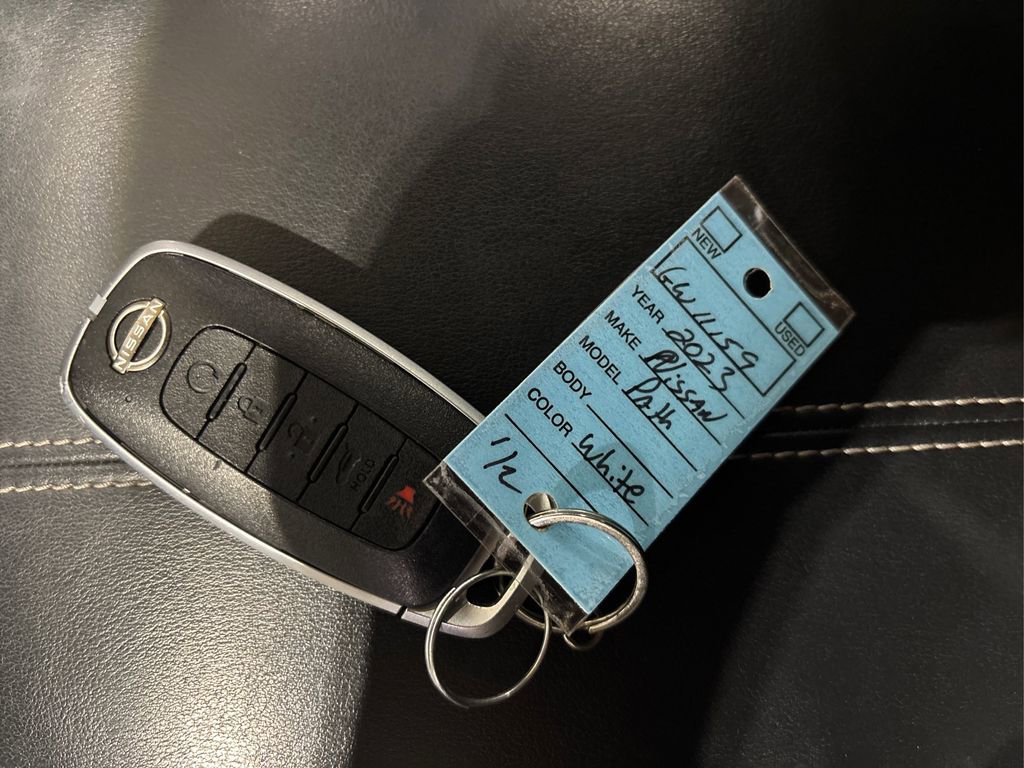 NISSAN
HOLD
NEW
USED
GW11159
YEAR 2023
MAKE Nissan
MODEL Path
BODY
COLOR White
1/2